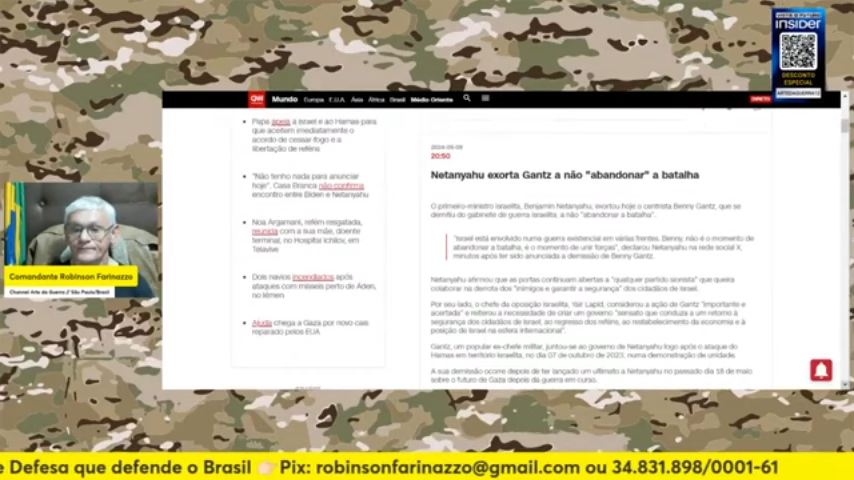 VISTA SE DO FUTURO
INSIDER
DESCONTO
ESPECIAL
ARTEDAGUERRA12
CNN Mundo Europa E.U.A. Ásia África Brasil Médio Oriente
DIRETO
Papa apela a Israel e ao Hamas para
que aceitem imediatamente o
acordo de cessar-fogo e a
libertação de reféns
"Não tenho nada para anunciar
hoje". Casa Branca não confirma
encontro entre Biden e Netanyahu
Noa Argamani, refém resgatada,
reunida com a sua mãe, doente
terminal, no Hospital Ichilov, em
Telavive
Dois navios incendiados após
ataques com mísseis perto de Áden,
no Iémen
Ajuda chega a Gaza por novo cais
reparado pelos EUA
20:50
Netanyahu exorta Gantz a não "abandonar" a batalha
O primeiro-ministro israelita, Benjamin Netanyahu, exortou hoje o centrista Benny Gantz, que se
demitiu do gabinete de guerra israelita, a não "abandonar a batalha".
"Israel está envolvido numa guerra existencial em várias frentes. Benny, não é o momento de
abandonar a batalha, é o momento de unir forças", declarou Netanyahu na rede social X,
minutos após ter sido anunciada a demissão de Benny Gantz.
Netanyahu afirmou que as portas continuam abertas a "qualquer partido sionista" que queira
colaborar na derrota dos "inimigos e garantir a segurança" dos cidadãos de Israel.
Por seu lado, o chefe da oposição israelita, Yair Lapid, considerou a ação de Gantz "importante e
acertada" e reiterou a necessidade de criar um governo "sensato que conduza a um retorno à
segurança dos cidadãos de Israel, ao regresso dos reféns, ao restabelecimento da economia e à
posição de Israel na esfera internacional".
Gantz, um popular ex-chefe militar, juntou-se ao governo de Netanyahu logo após o ataque do
Hamas em território israelita, no dia 07 de outubro de 2023, numa demonstração de unidade.
A sua demissão ocorre depois de ter lançado um ultimato a Netanyahu no passado dia 18 de maio
sobre o futuro de Gaza depois da guerra em curso.
Comandante Robinson Farinazzo
Channel Arte da Guerra // São Paulo/Brasil
e Defesa que defende o Brasil 👉🏻Pix: robinsonfarinazzo@gmail.com ou 34.831.898/0001-61